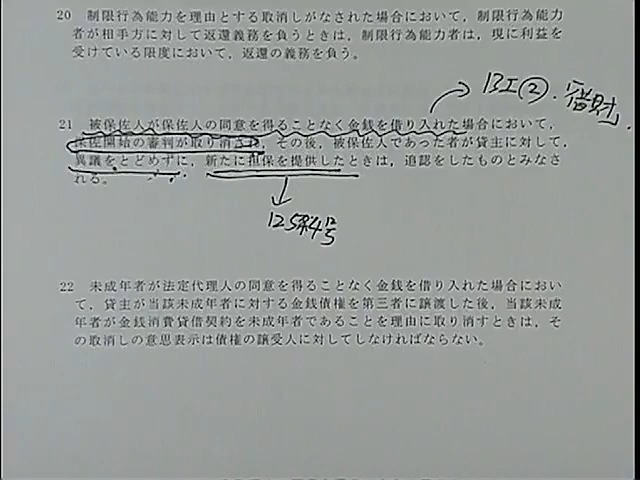 20 制限行為能力を理由とする取消しがなされた場合において，制限行為能力
者が相手方に対して返還義務を負うときは，制限行為能力者は，現に利益を
受けている限度において，返還の義務を負う。
13Ⅰ②．借財
21 被保佐人が保佐人の同意を得ることなく金銭を借り入れた場合において，
保佐開始の審判が取り消され，その後，被保佐人であった者が貸主に対して，
異議をとどめずに，新たに担保を提供したときは，追認をしたものとみなさ
れる。
125条4号
22 未成年者が法定代理人の同意を得ることなく金銭を借り入れた場合におい
て，貸主が当該未成年者に対する金銭債権を第三者に譲渡した後，当該未成
年者が金銭消費貸借契約を未成年者であることを理由に取り消すときは，そ
の取消しの意思表示は債権の譲受人に対してしなければならない。